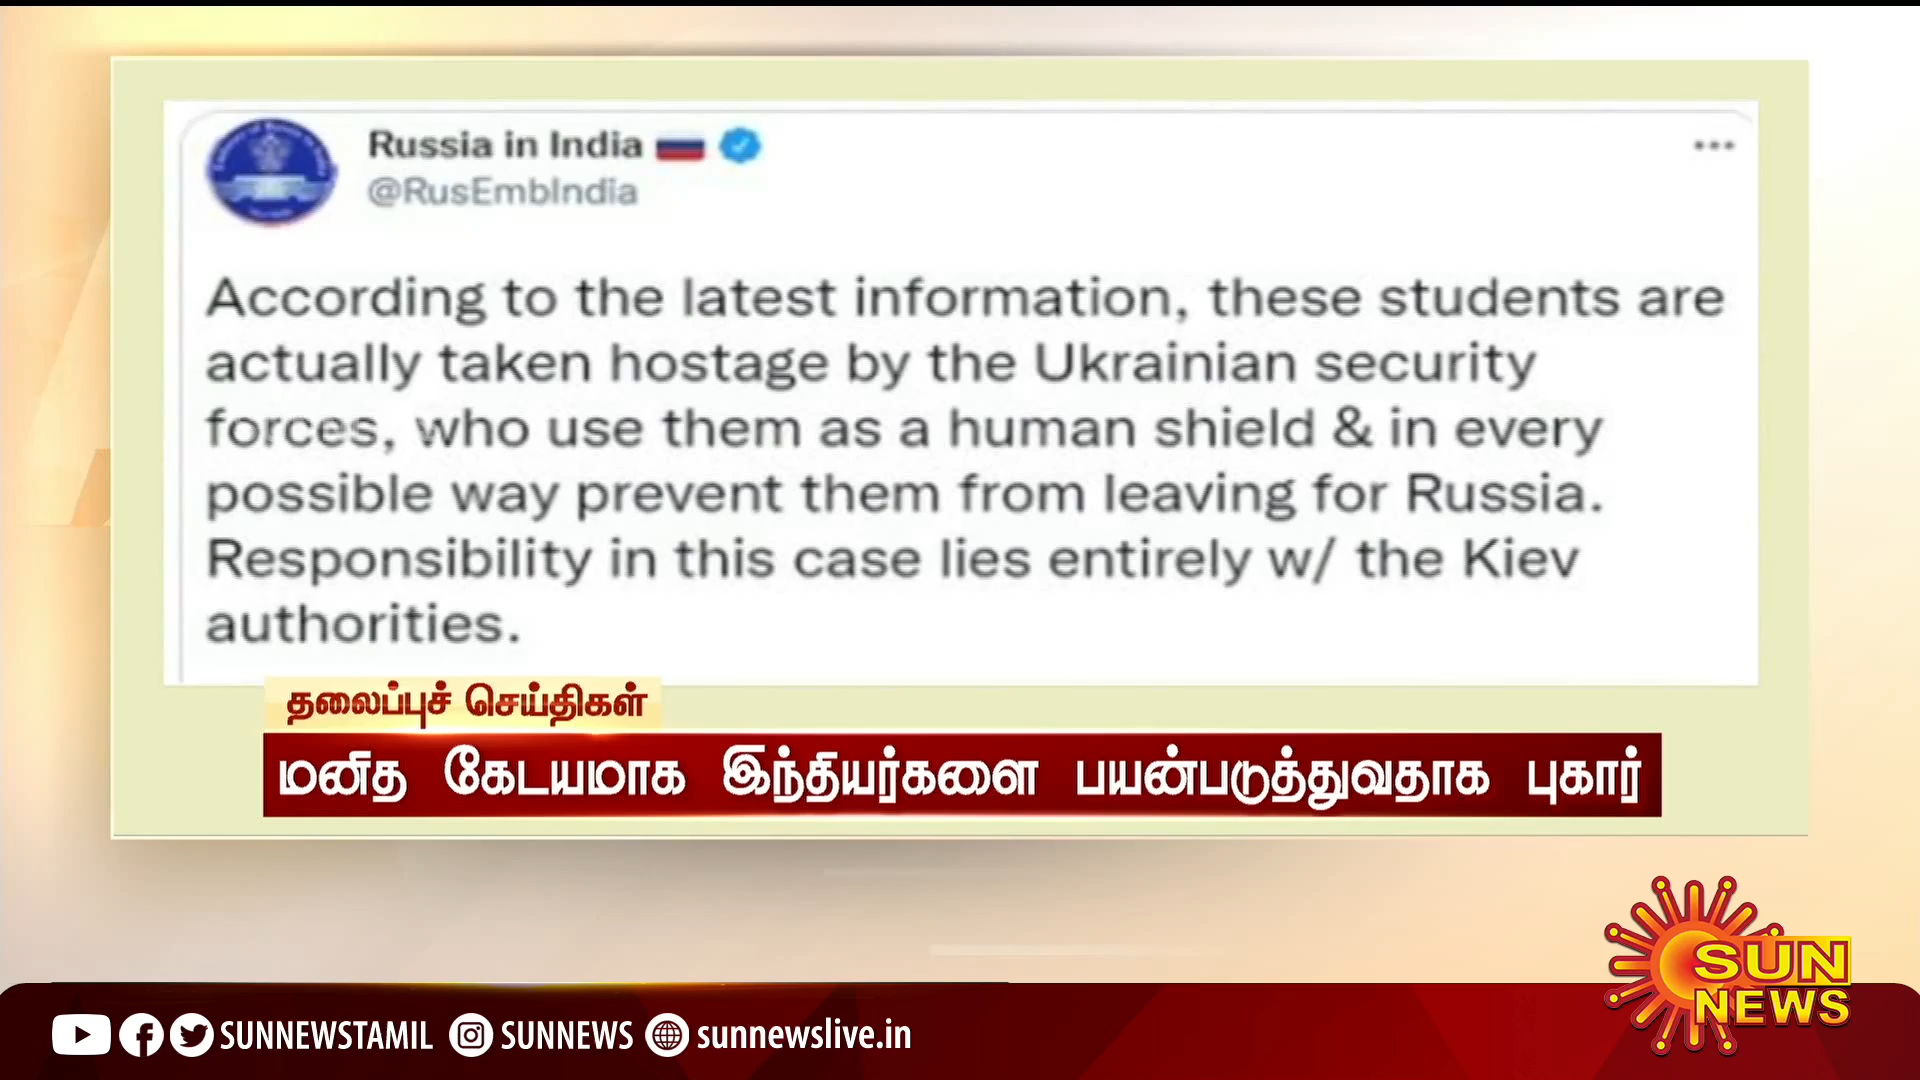 Russia in India
@RusEmbIndia
According to the latest information, these students are
actually taken hostage by the Ukrainian security
forces, who use them as a human shield & in every
possible way prevent them from leaving for Russia.
Responsibility in this case lies entirely w/ the Kiev
authorities.
தலைப்புச் செய்திகள்
மனித கேடயமாக இந்தியர்களை பயன்படுத்துவதாக புகார்
SUN
NEWS
SUNNEWSTAMIL SUNNEWS sunnewslive.in